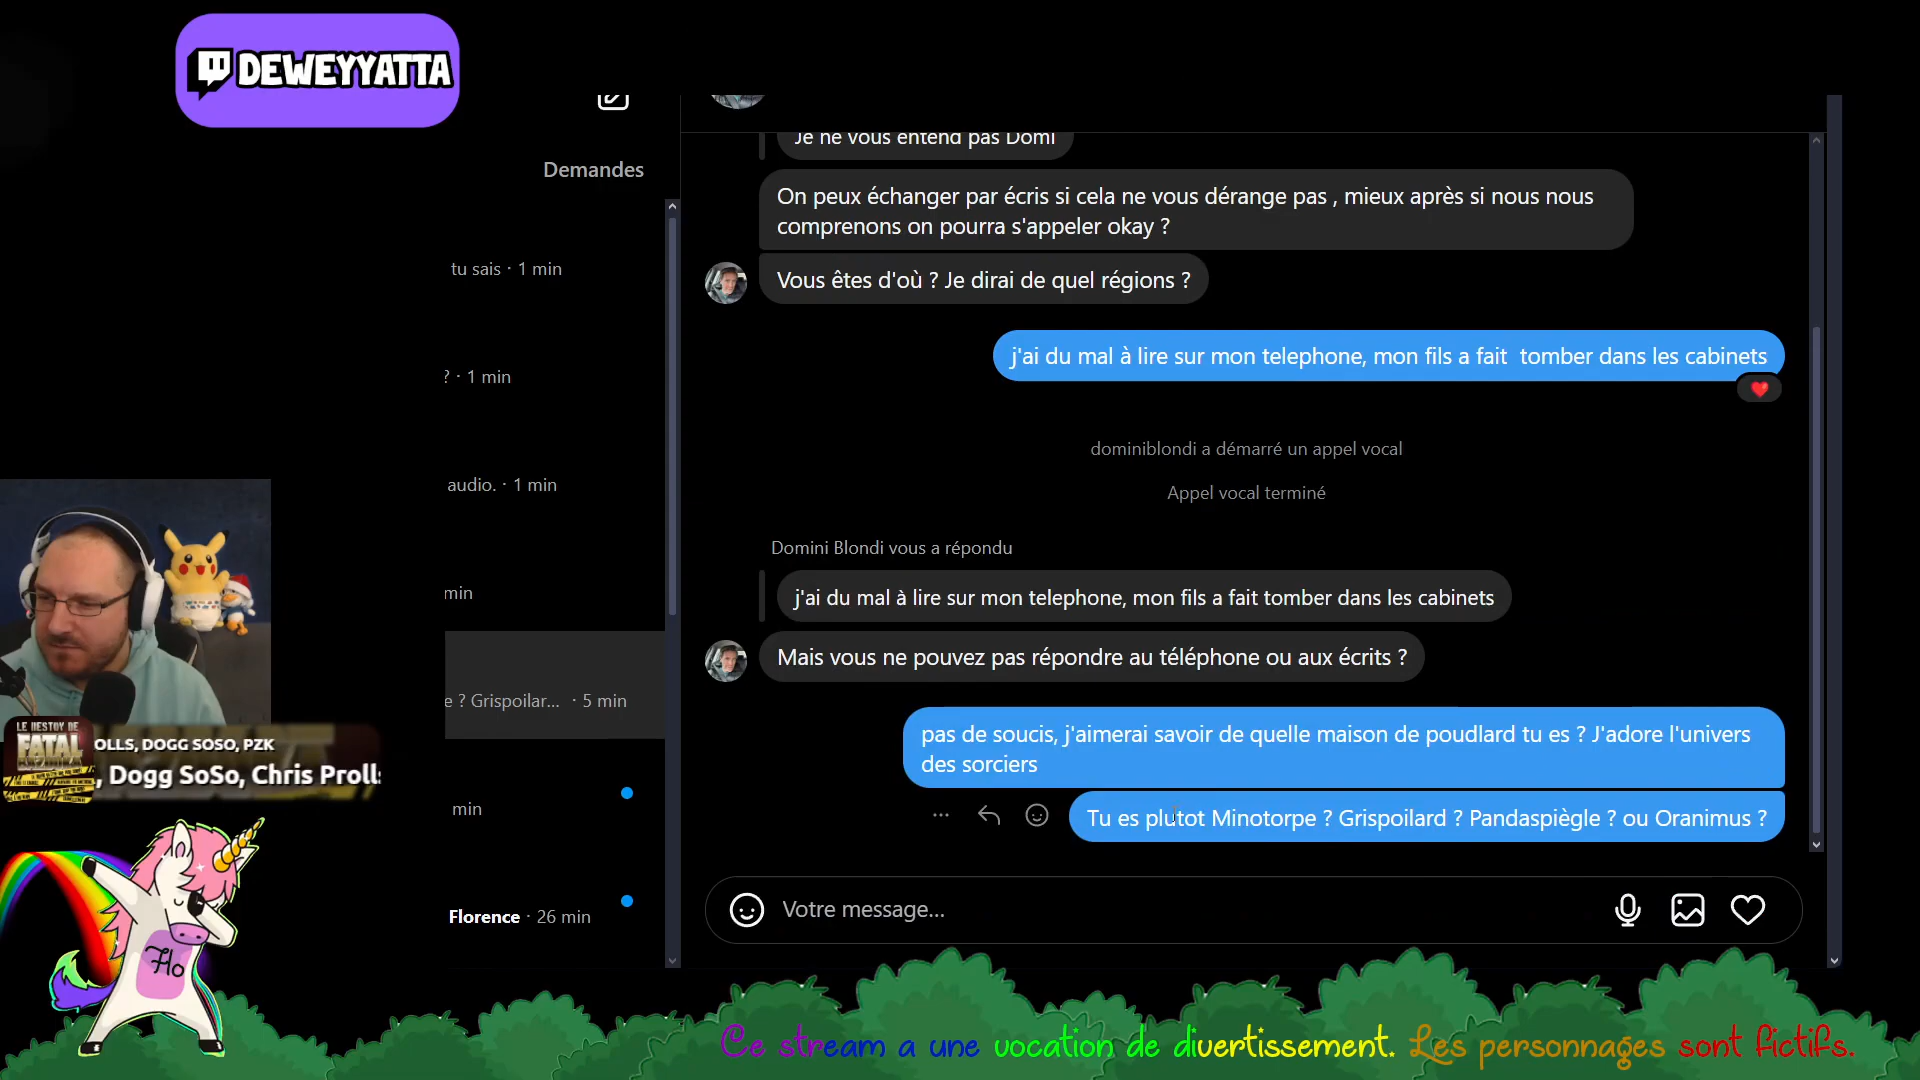 DEWEYYATTA
Demandes
tu sais · 1 min
? · 1 min
audio. · 1 min
min
e ? Grispoilar... · 5 min
min
Florence · 26 min
Je ne vous entend pas Domi
On peux échanger par écris si cela ne vous dérange pas , mieux après si nous nous
comprenons on pourra s'appeler okay ?
Vous êtes d'où ? Je dirai de quel régions ?
j'ai du mal à lire sur mon telephone, mon fils a fait  tomber dans les cabinets
dominiblondi a démarré un appel vocal
Appel vocal terminé
Domini Blondi vous a répondu
j'ai du mal à lire sur mon telephone, mon fils a fait tomber dans les cabinets
Mais vous ne pouvez pas répondre au téléphone ou aux écrits ?
pas de soucis, j'aimerai savoir de quelle maison de poudlard tu es ? J'adore l'univers
des sorciers
Tu es plutot Minotorpe ? Grispoilard ? Pandaspiègle ? ou Oranimus ?
Votre message...
LE BESTOF DE
FATAL
OLLS, DOGG SOSO, PZK
, Dogg SoSo, Chris Prolls
Flo
Ce stream a une vocation de divertissement. Les personnages sont fictifs.